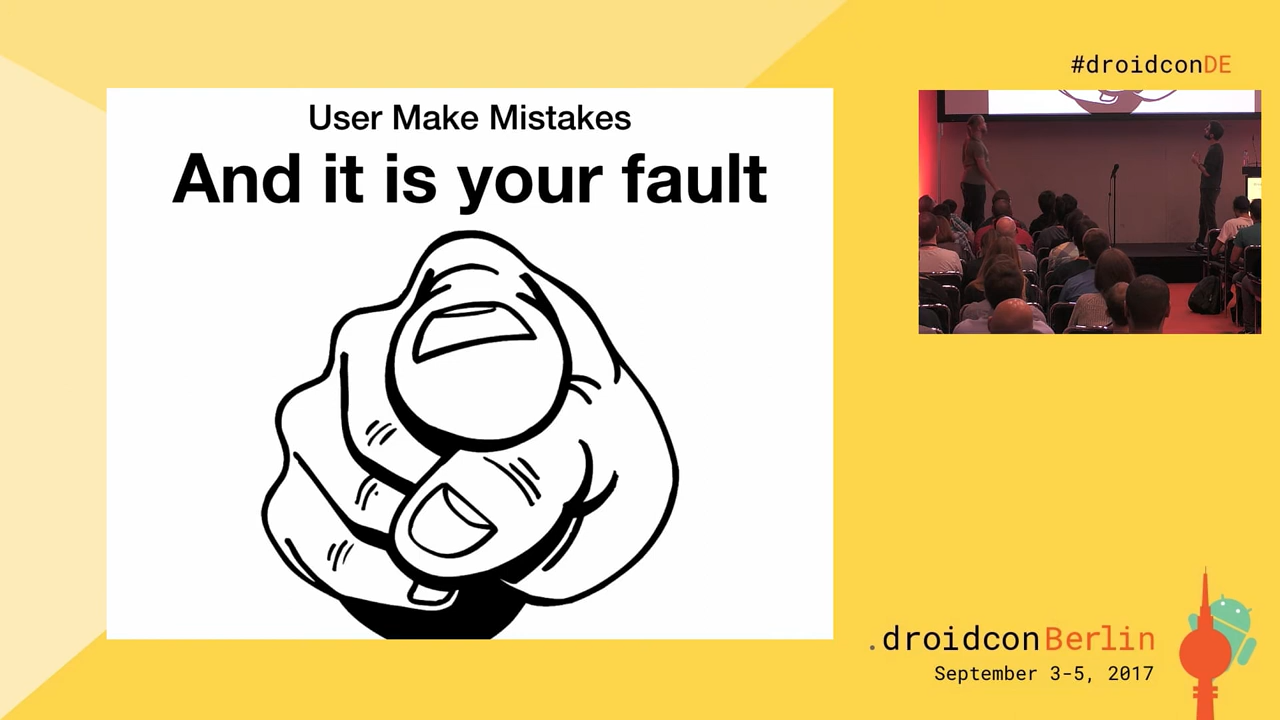 #droidconDE
User Make Mistakes
And it is your fault
.droidconBerlin
September 3-5, 2017